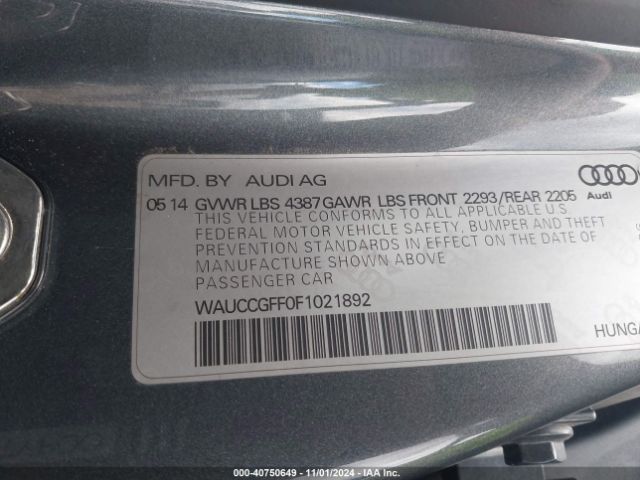 MFD. BY AUDI AG
05 14 GVWR LBS 4387 GAWR LBS FRONT 2293/REAR 2205
Audi
THIS VEHICLE CONFORMS TO ALL APPLICABLE U.S
FEDERAL MOTOR VEHICLE SAFETY, BUMPER AND THEFT
PREVENTION STANDARDS IN EFFECT ON THE DATE OF
MANUFACTURE SHOWN ABOVE
PASSENGER CAR
WAUCCGFF0F1021892
HUNGA
000-40750649 - 11/01/2024 - IAA, Inc.